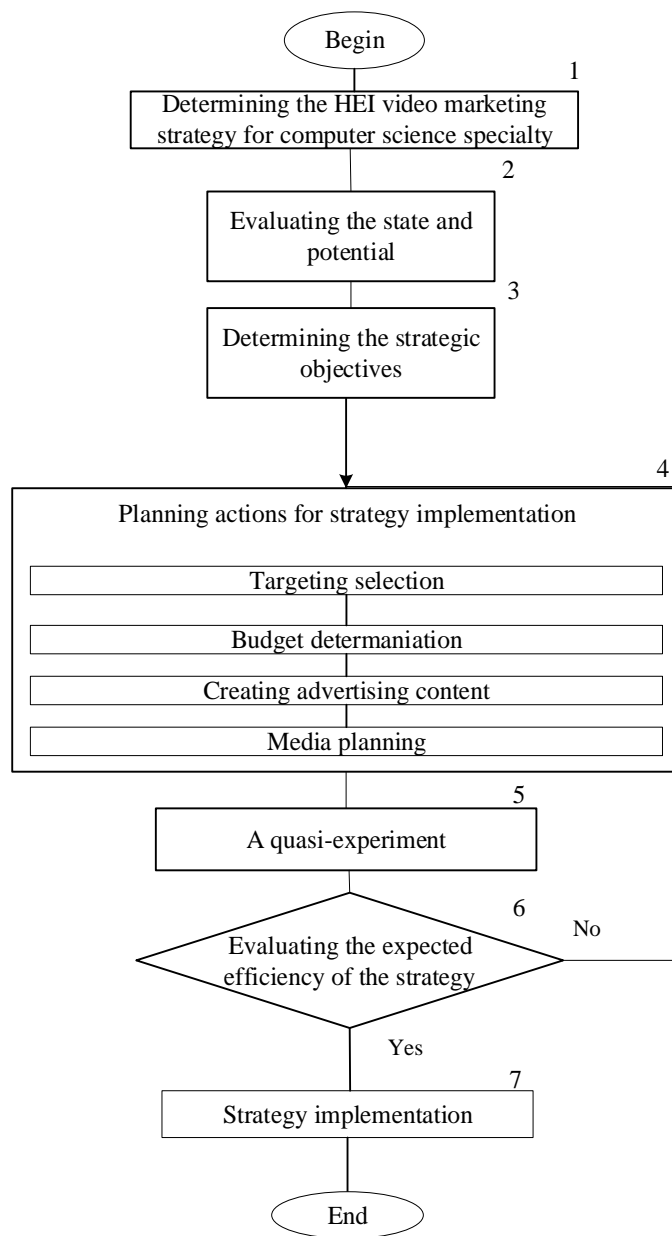 Begin
1
Determining the HEI video marketing
strategy for computer science specialty
2
Evaluating the state and
potential
3
Determining the strategic
objectives
4
Planning actions for strategy implementation
Targeting selection
Budget determaniation
Creating advertising content
Media planning
5
A quasi-experiment
6
Evaluating the expected
efficiency of the strategy
No
Yes
7
Strategy implementation
End